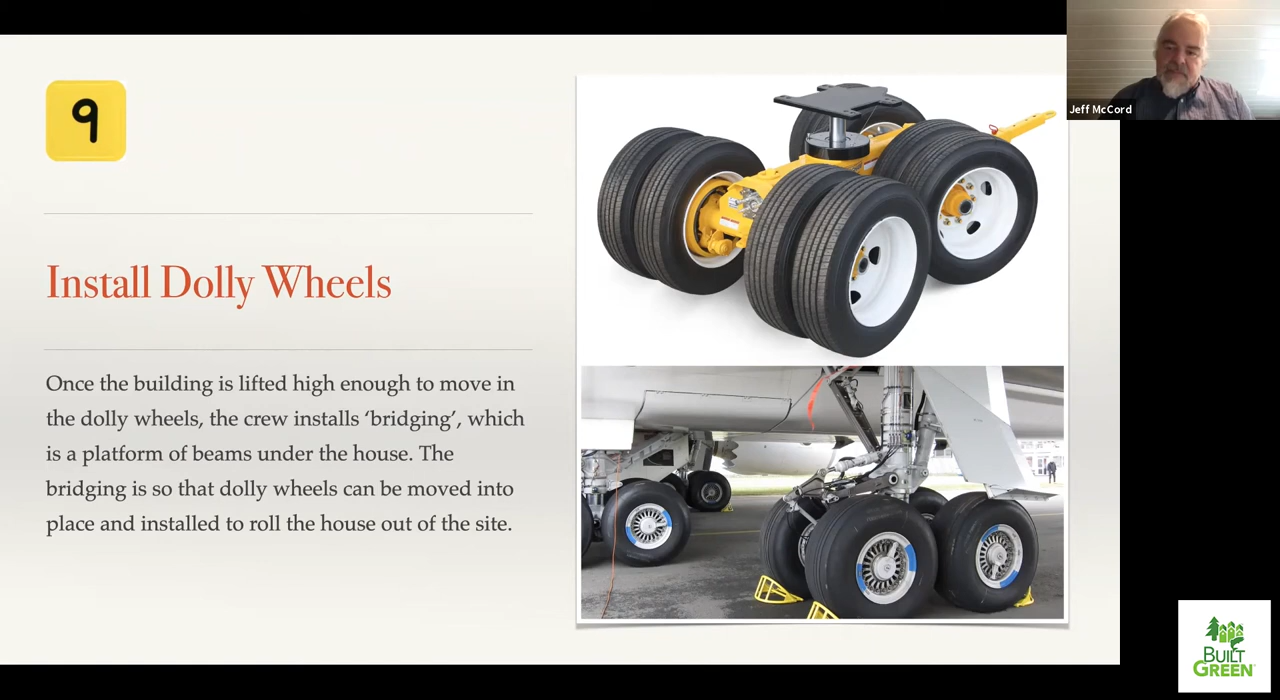 9
Jeff McCord
Install Dolly Wheels
Once the building is lifted high enough to move in
the dolly wheels, the crew installs ‘bridging’, which
is a platform of beams under the house. The
bridging is so that dolly wheels can be moved into
place and installed to roll the house out of the site.
BUILT
GREEN